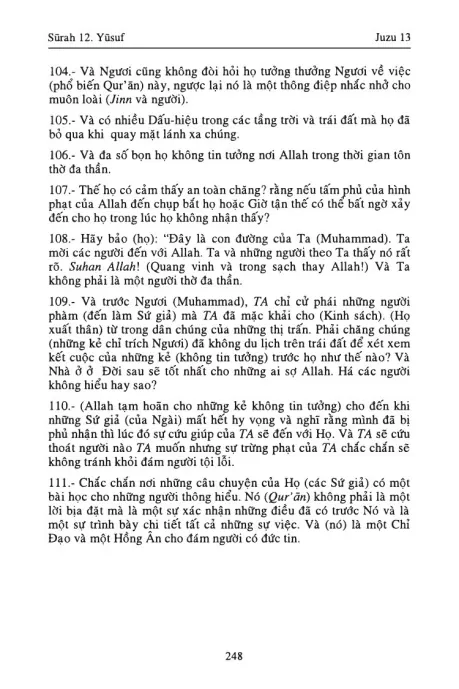 Sūrah 12. Yūsuf Juzu 13
104.- Và Ngươi cũng không đòi hỏi họ tưởng thưởng Ngươi về việc
(phổ biến Qur'ān) này, ngược lại nó là một thông điệp nhắc nhở cho
muôn loài (Jinn và người).
105.- Và có nhiều Dấu-hiệu trong các tầng trời và trái đất mà họ đã
bỏ qua khi quay mặt lánh xa chúng.
106.- Và đa số bọn họ không tin tưởng nơi Allah trong thời gian tôn
thờ đa thần.
107.- Thế họ có cảm thấy an toàn chăng? rằng nếu tấm phủ của hình
phạt của Allah đến chụp bắt họ hoặc Giờ tận thế có thể bất ngờ xảy
đến cho họ trong lúc họ không nhận thấy?
108.- Hãy bảo (họ): “Đây là con đường của Ta (Muhammad). Ta
mời các người đến với Allah. Ta và những người theo Ta thấy nó rất
rõ. Suhan Allah! (Quang vinh và trong sạch thay Allah!) Và Ta
không phải là một người thờ đa thần.
109.- Và trước Ngươi (Muhammad), TA chỉ cử phái những người
phàm (đến làm Sứ giả) mà TA đã mặc khải cho (Kinh sách). (Họ
xuất thân) từ trong dân chúng của những thị trấn. Phải chăng chúng
(những kẻ chỉ trích Ngươi) đã không du lịch trên trái đất để xét xem
kết cuộc của những kẻ (không tin tưởng) trước họ như thế nào? Và
Nhà ở ở Đời sau sẽ tốt nhất cho những ai sợ Allah. Há các người
không hiểu hay sao?
110.- (Allah tạm hoãn cho những kẻ không tin tưởng) cho đến khi
những Sứ giả (của Ngài) mất hết hy vọng và nghĩ rằng mình đã bị
phủ nhận thì lúc đó sự cứu giúp của TA sẽ đến với Họ. Và TA sẽ cứu
thoát người nào TA muốn nhưng sự trừng phạt của TA chắc chắn sẽ
không tránh khỏi đám người tội lỗi.
111.- Chắc chắn nơi những câu chuyện của Họ (các Sứ giả) có một
bài học cho những người thông hiểu. Nó (Qur'ān) không phải là một
lời bịa đặt mà là một sự xác nhận những điều đã có trước Nó và là
một sự trình bày chi tiết tất cả những sự việc. Và (nó) là một Chỉ
Đạo và một Hồng Ân cho đám người có đức tin.
248